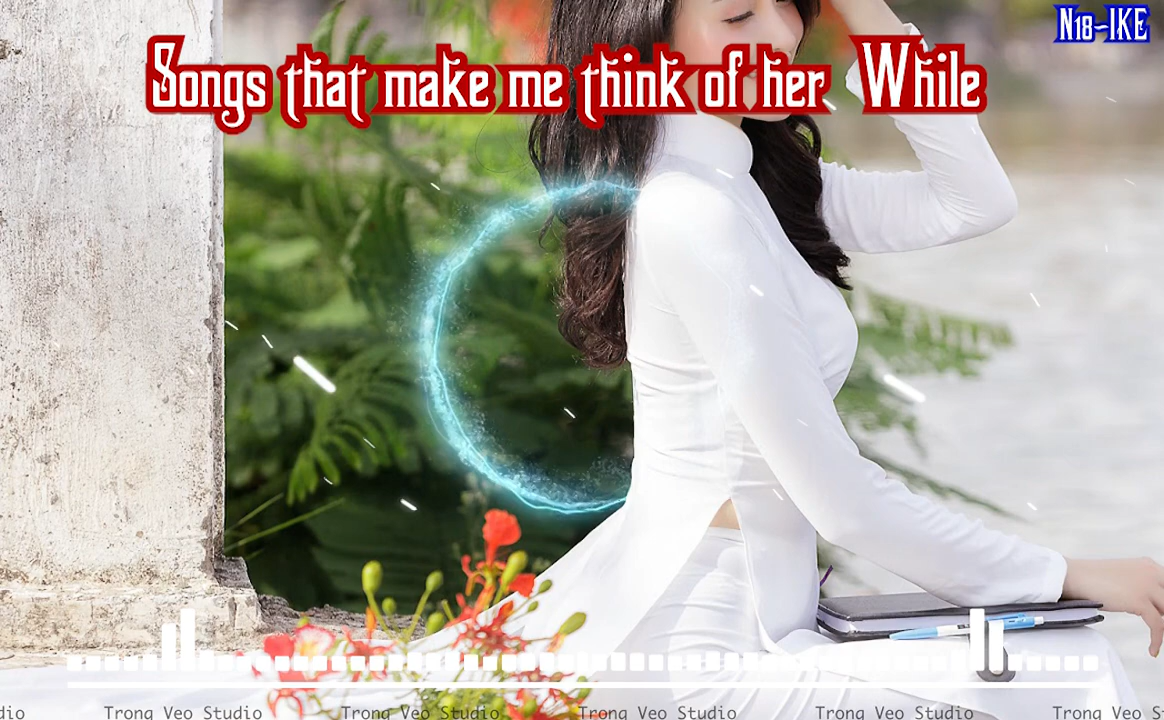 N18~IKE
Songs that make me think of her While
dio Trong Veo Studio Trong Veo Studio Trong Veo Studio Trong Veo Studio Trong Veo S